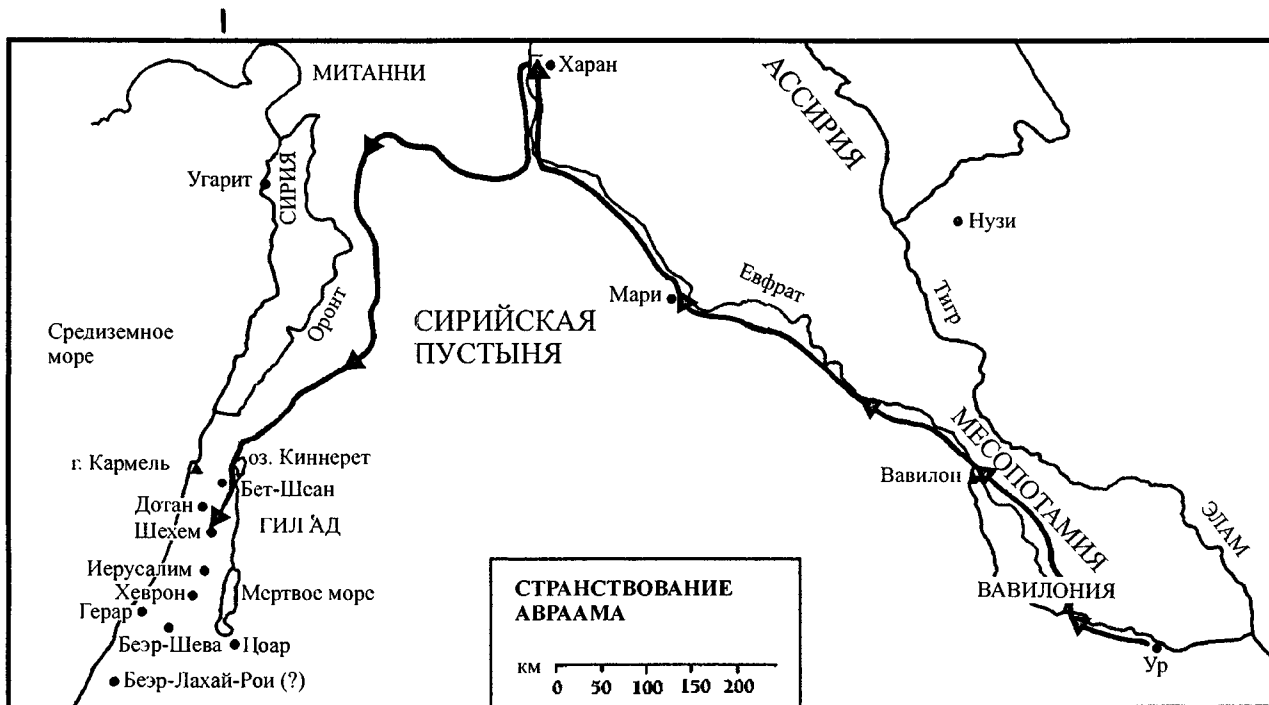 МИТАННИ
Харан
АССИРИЯ
Угарит
СИРИЯ
Нузи
Мари
Евфрат
Тигр
Оронт
Средиземное
море
СИРИЙСКАЯ
ПУСТЫНЯ
г. Кармель
оз. Киннерет
Бет-Шсан
Дотан
Шехем
ГИЛ АД
Вавилон
МЕСОПОТАМИЯ
ЭЛАМ
Иерусалим
Хеврон
Мертвос море
Герар
Беэр-Шева
Цоар
Беэр-Лахай-Рои (?)
СТРАНСТВОВАНИЕ
АВРААМА
км
0 50 100 150 200
ВАВИЛОНИЯ
Ур